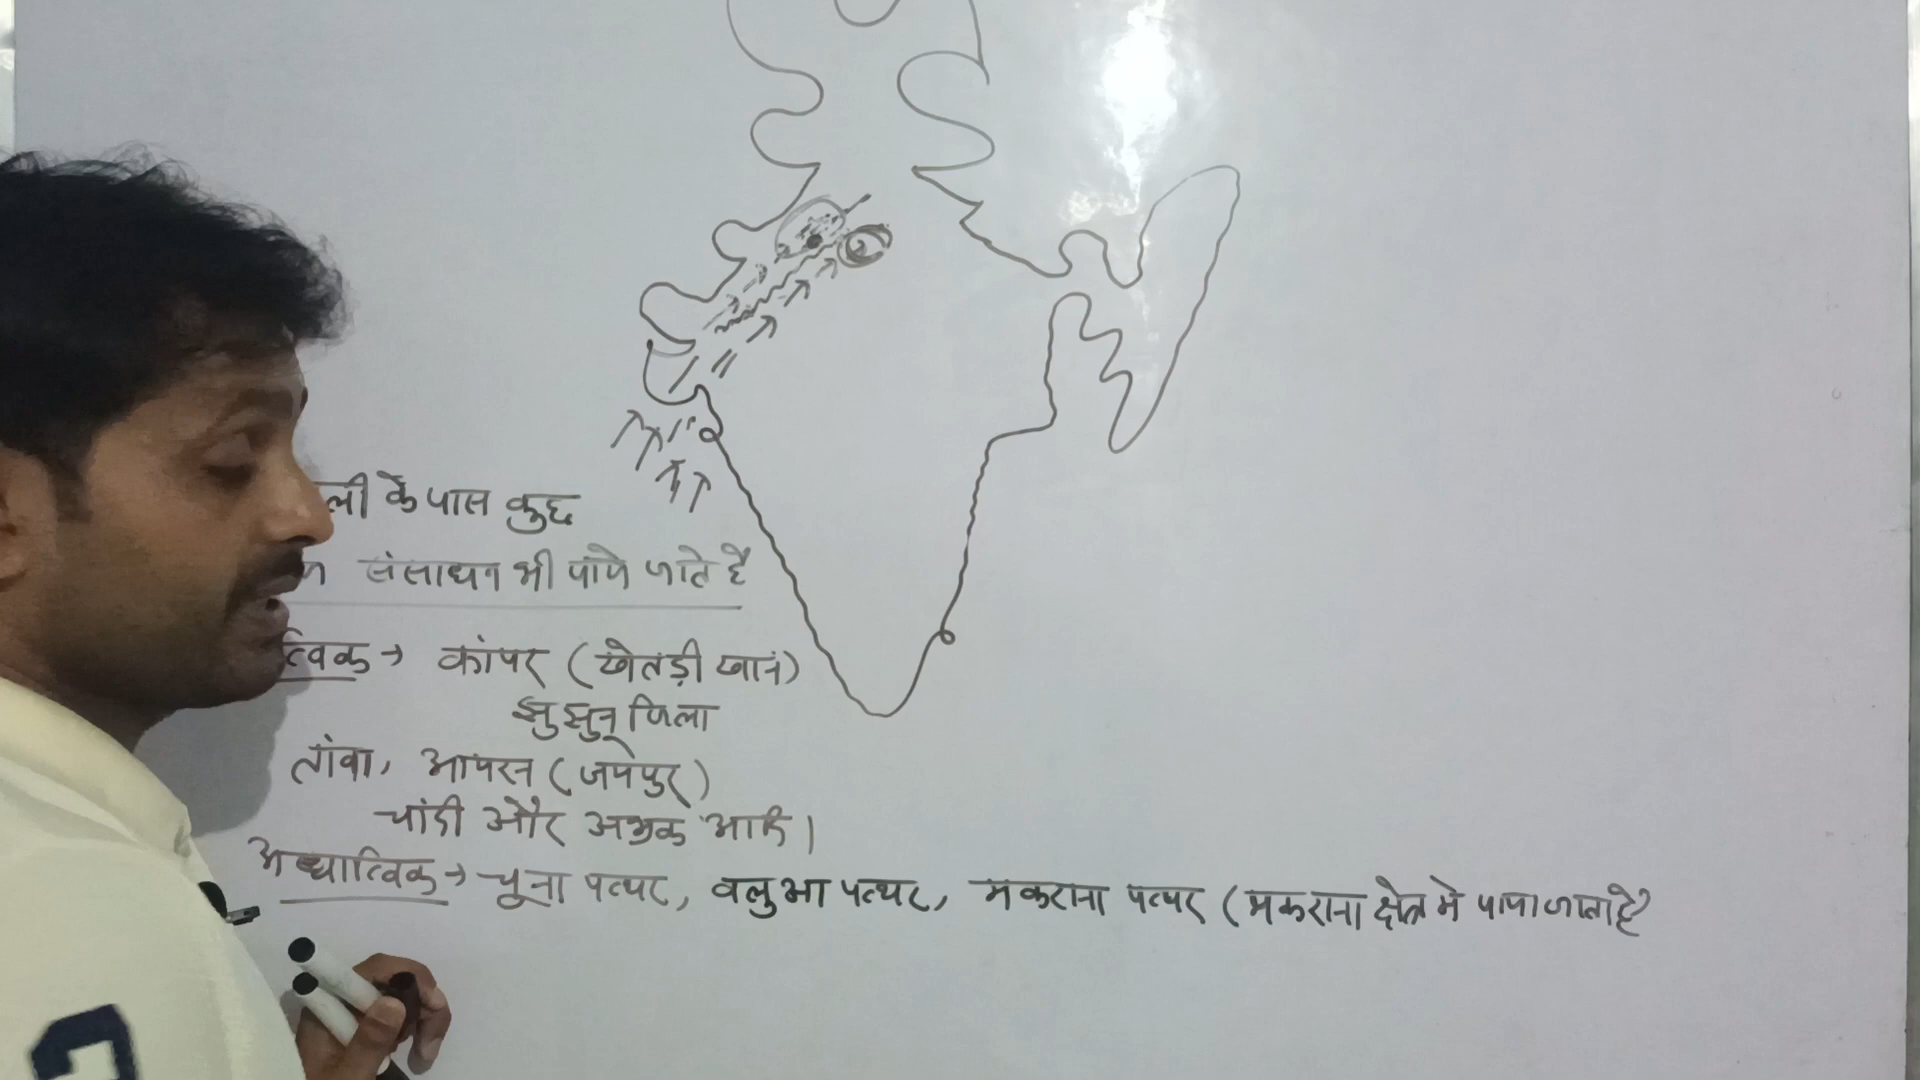 ली के पास कुछ
संसाधन भी पाये जाते है
त्विक → कांपर (खेतड़ी खान)
झुझुनू जिला
तांबा, आयरन (जयपुर)
चांदी और अभ्रक आदि।
अधात्विक → चूना पत्थर, बलुआ पत्थर, मकराना पत्थर (मकराना क्षेत्र मे पाया जाता है)
2